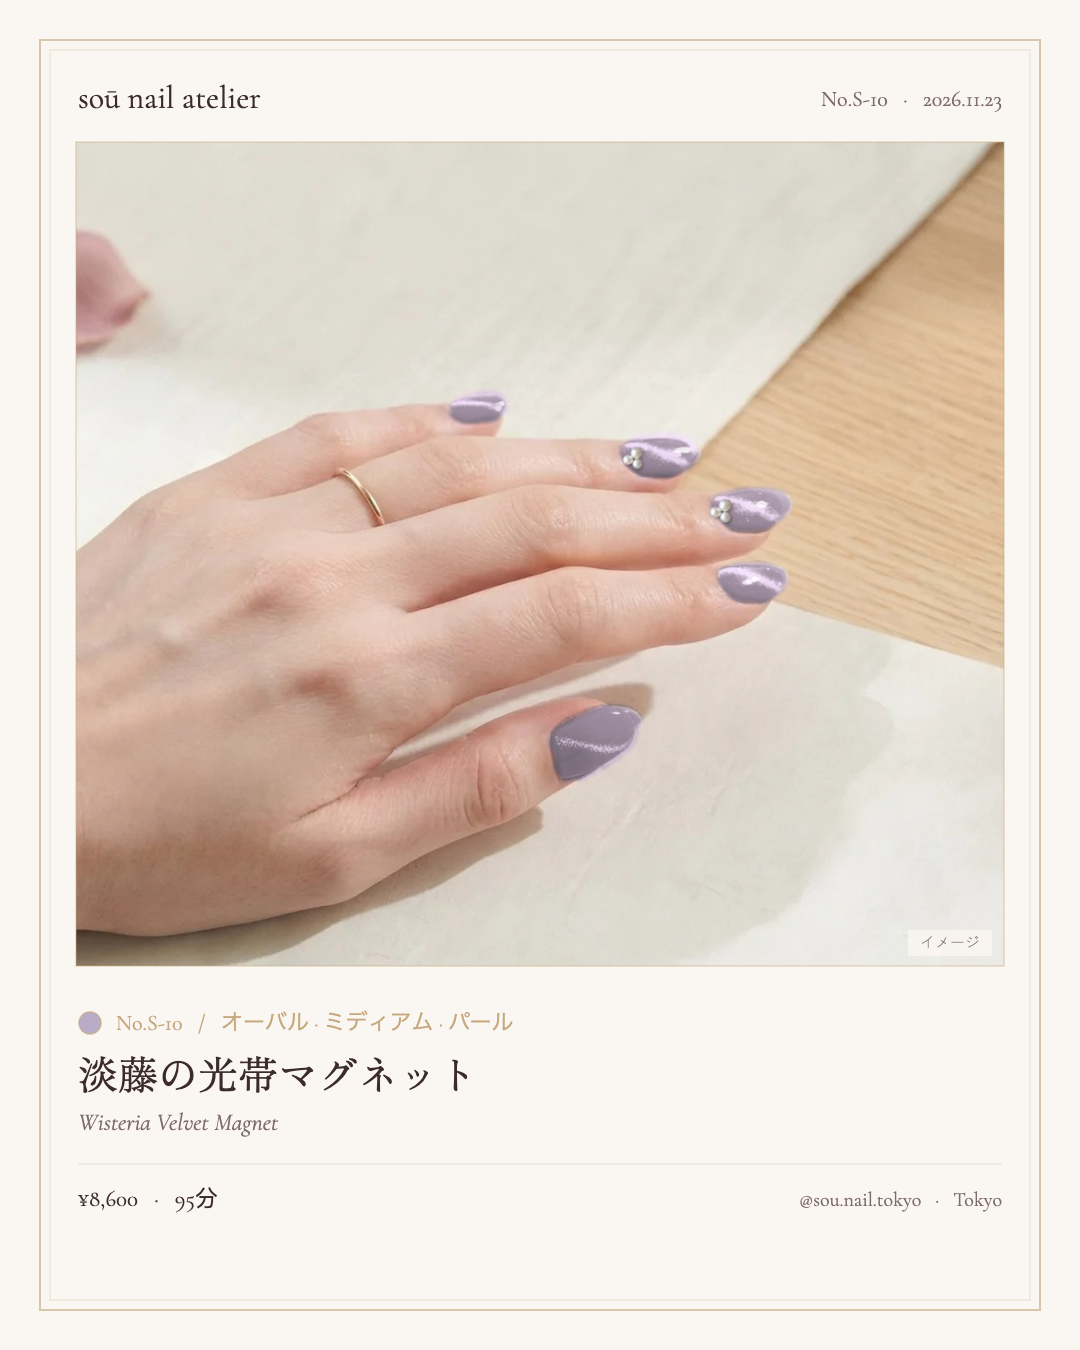 soū nail atelier
No.S-10 · 2026.11.23
イメージ
No.S-10 / オーバル · ミディアム · パール
淡藤の光帯マグネット
Wisteria Velvet Magnet
¥8,600 · 95分
@sou.nail.tokyo · Tokyo